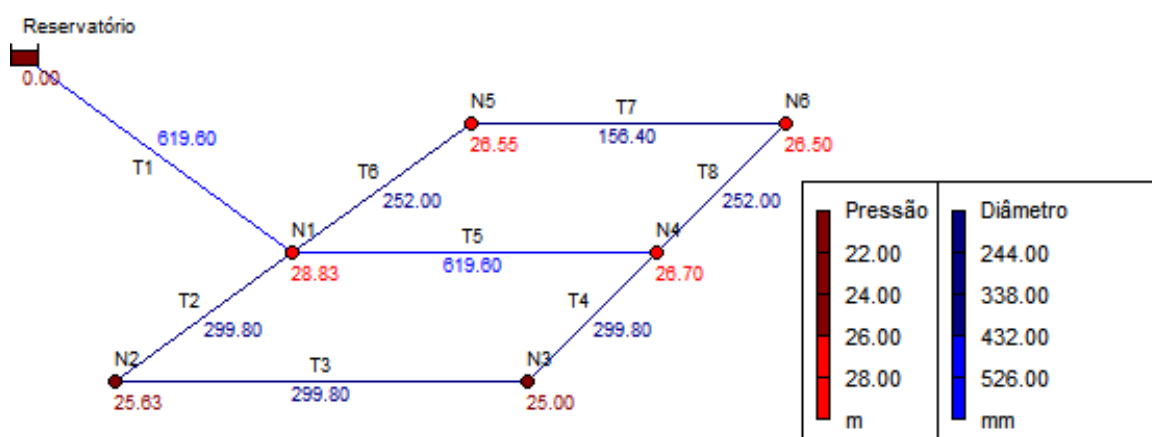 Reservatório
0.00
619.60
T1
N5
26.55
T7
156.40
N6
26.50
T6
252.00
T8
252.00
N1
28.83
T5
619.60
N4
26.70
T2
299.80
T4
299.80
N2
25.63
T3
299.80
N3
25.00
Pressão
22.00
24.00
26.00
28.00
m
Diâmetro
244.00
338.00
432.00
526.00
mm